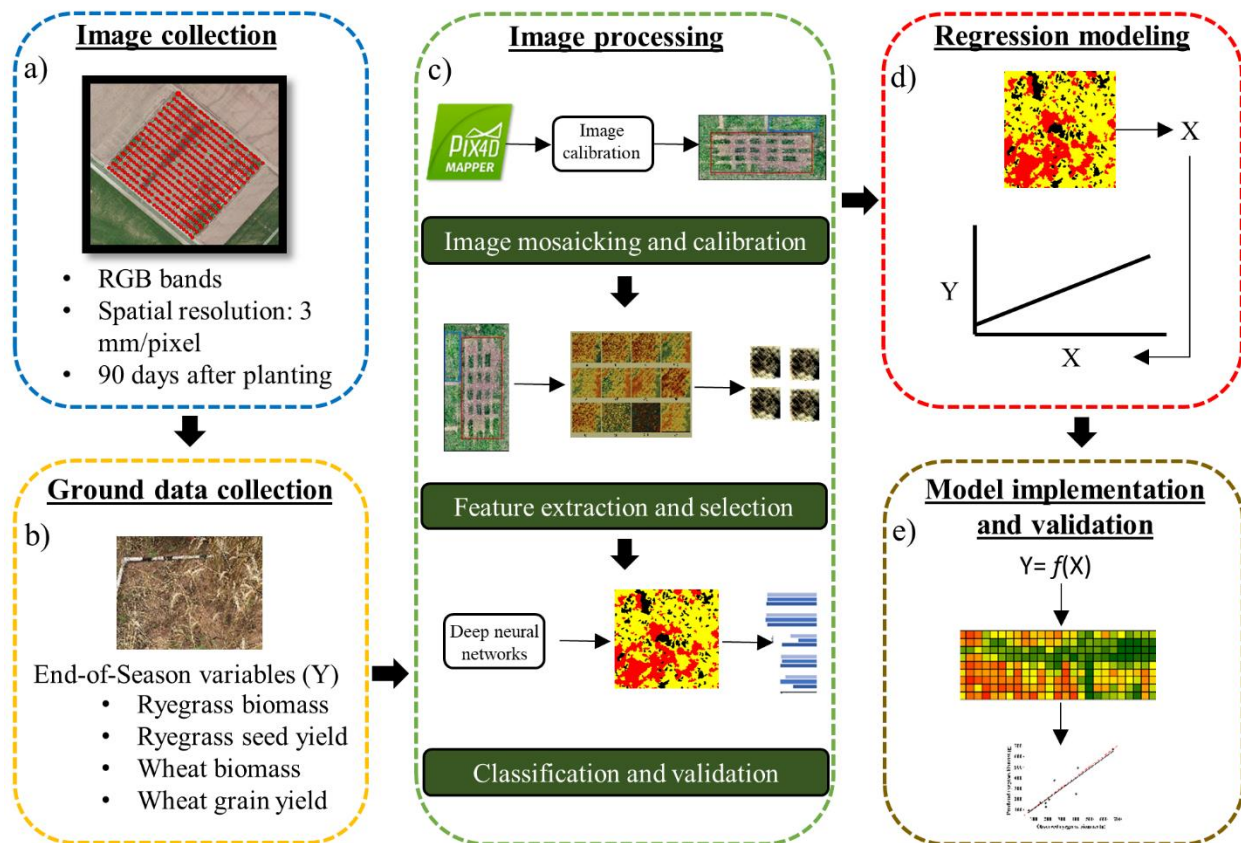 Image collection
a)
• RGB bands
• Spatial resolution: 3
mm/pixel
• 90 days after planting
Ground data collection
b)
End-of-Season variables (Y)
• Ryegrass biomass
• Ryegrass seed yield
• Wheat biomass
• Wheat grain yield
Image processing
c)
PIX4D
MAPPER
Image
calibration
Image mosaicking and calibration
Feature extraction and selection
Deep neural
networks
Classification and validation
Regression modeling
d)
X
Y
X
Model implementation
and validation
e)
Y= f(X)